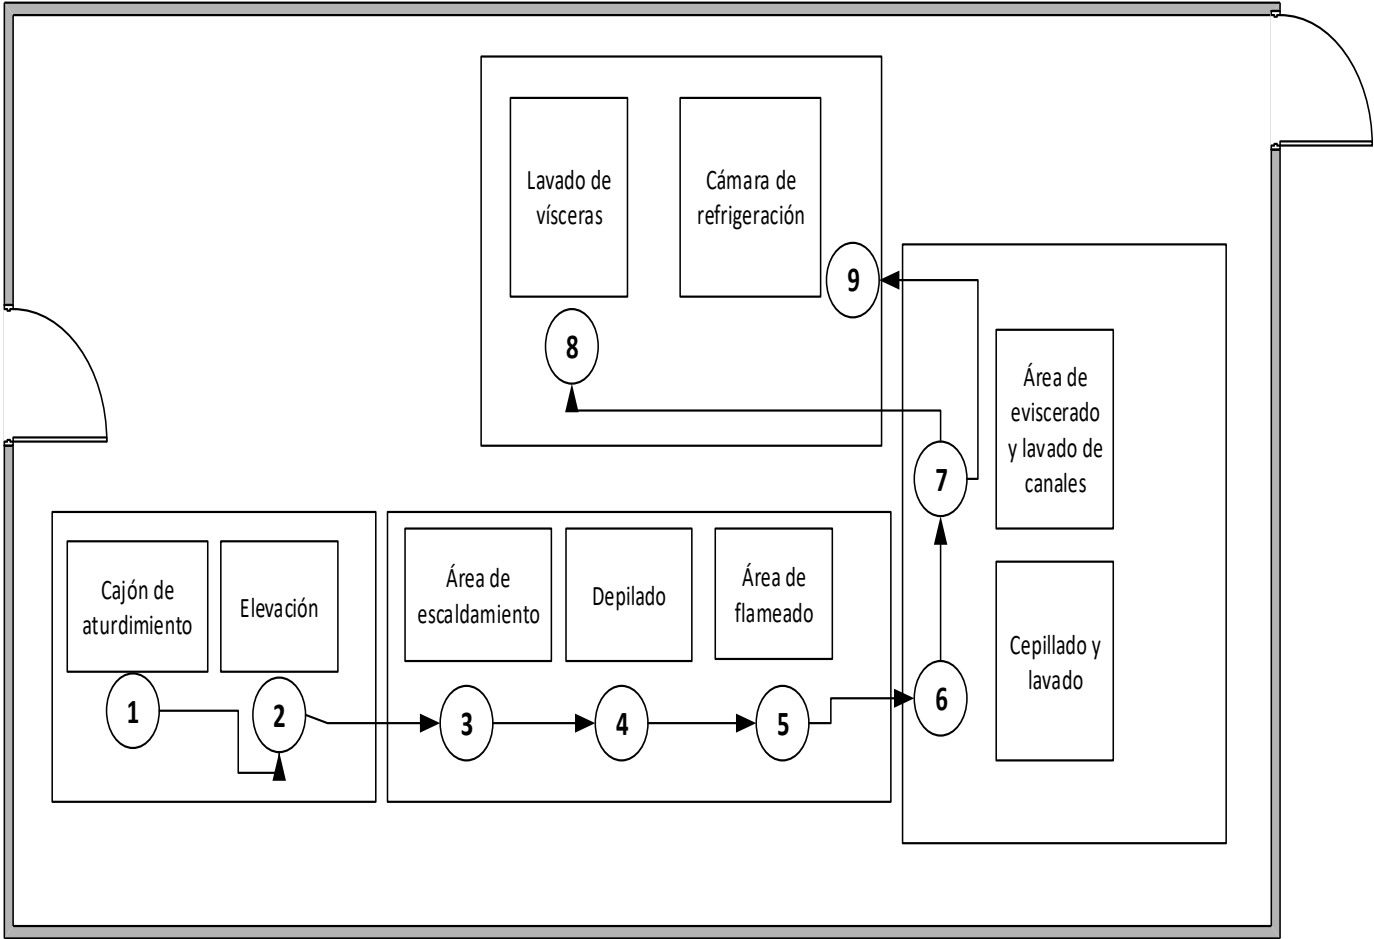 Lavado de
vísceras
Cámara de
refrigeración
9
8
Área de
eviscerado
y lavado de
canales
7
Cajón de
aturdimiento
Elevación
Área de
escaldamiento
Depilado
Área de
flameado
Cepillado y
lavado
1
2
3
4
5
6